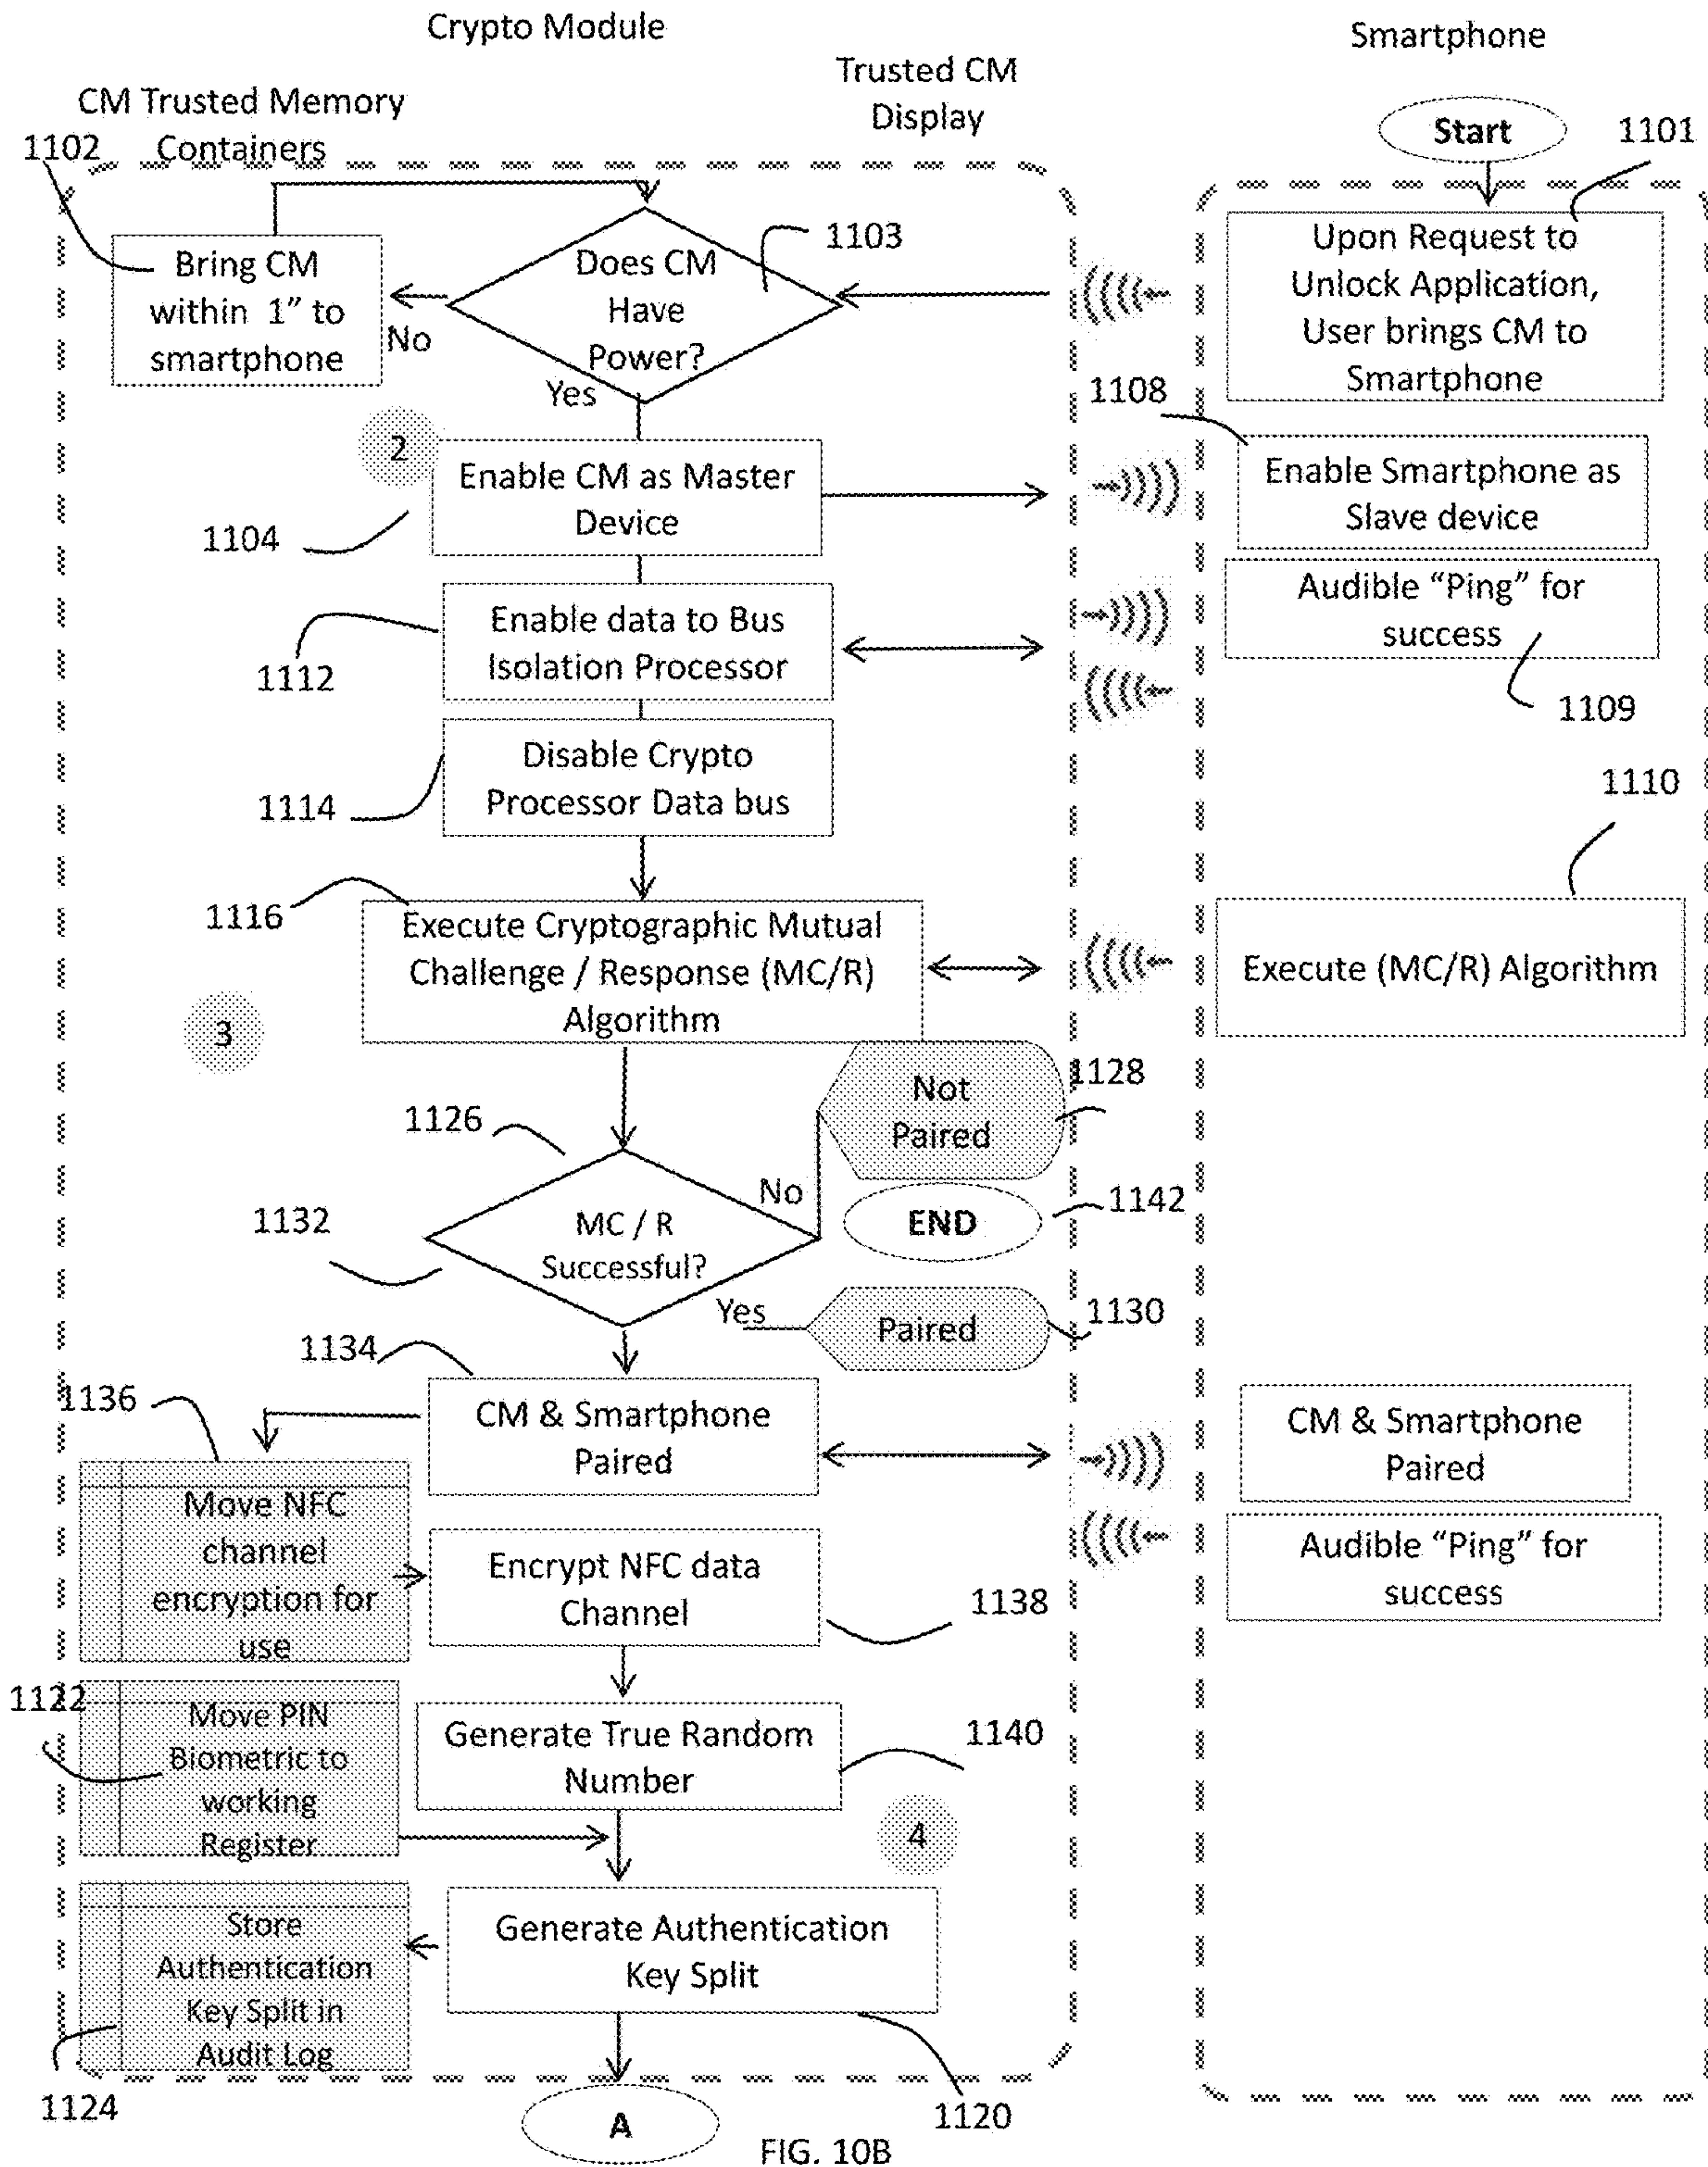 Crypto Module
Smartphone
Trusted CM
Display
CM Trusted Memory
Containers
Start
1101
1102
1103
Bring CM
within 1" to
smartphone
Does CM
Have
Power?
No
Yes
Upon Request to
Unlock Application,
User brings CM to
Smartphone
1108
2
Enable CM as Master
Device
1104
Enable Smartphone as
Slave device
Enable data to Bus
Isolation Processor
1112
Audible “Ping” for
success
1109
Disable Crypto
Processor Data bus
1114
1110
1116
Execute Cryptographic Mutual
Challenge / Response (MC/R)
Algorithm
Execute (MC/R) Algorithm
3
Not
Paired
1128
1126
No
END
1142
1132
MC / R
Successful?
Yes
Paired
1130
1134
1136
CM & Smartphone
Paired
CM & Smartphone
Paired
Move NFC
channel
encryption for
use
Encrypt NFC data
Channel
1138
Audible “Ping” for
success
1122
Move PIN
Biometric to
working
Register
Generate True Random
Number
1140
4
Store
Authentication
Key Split in
Audit Log
Generate Authentication
Key Split
1124
1120
A
FIG. 10B